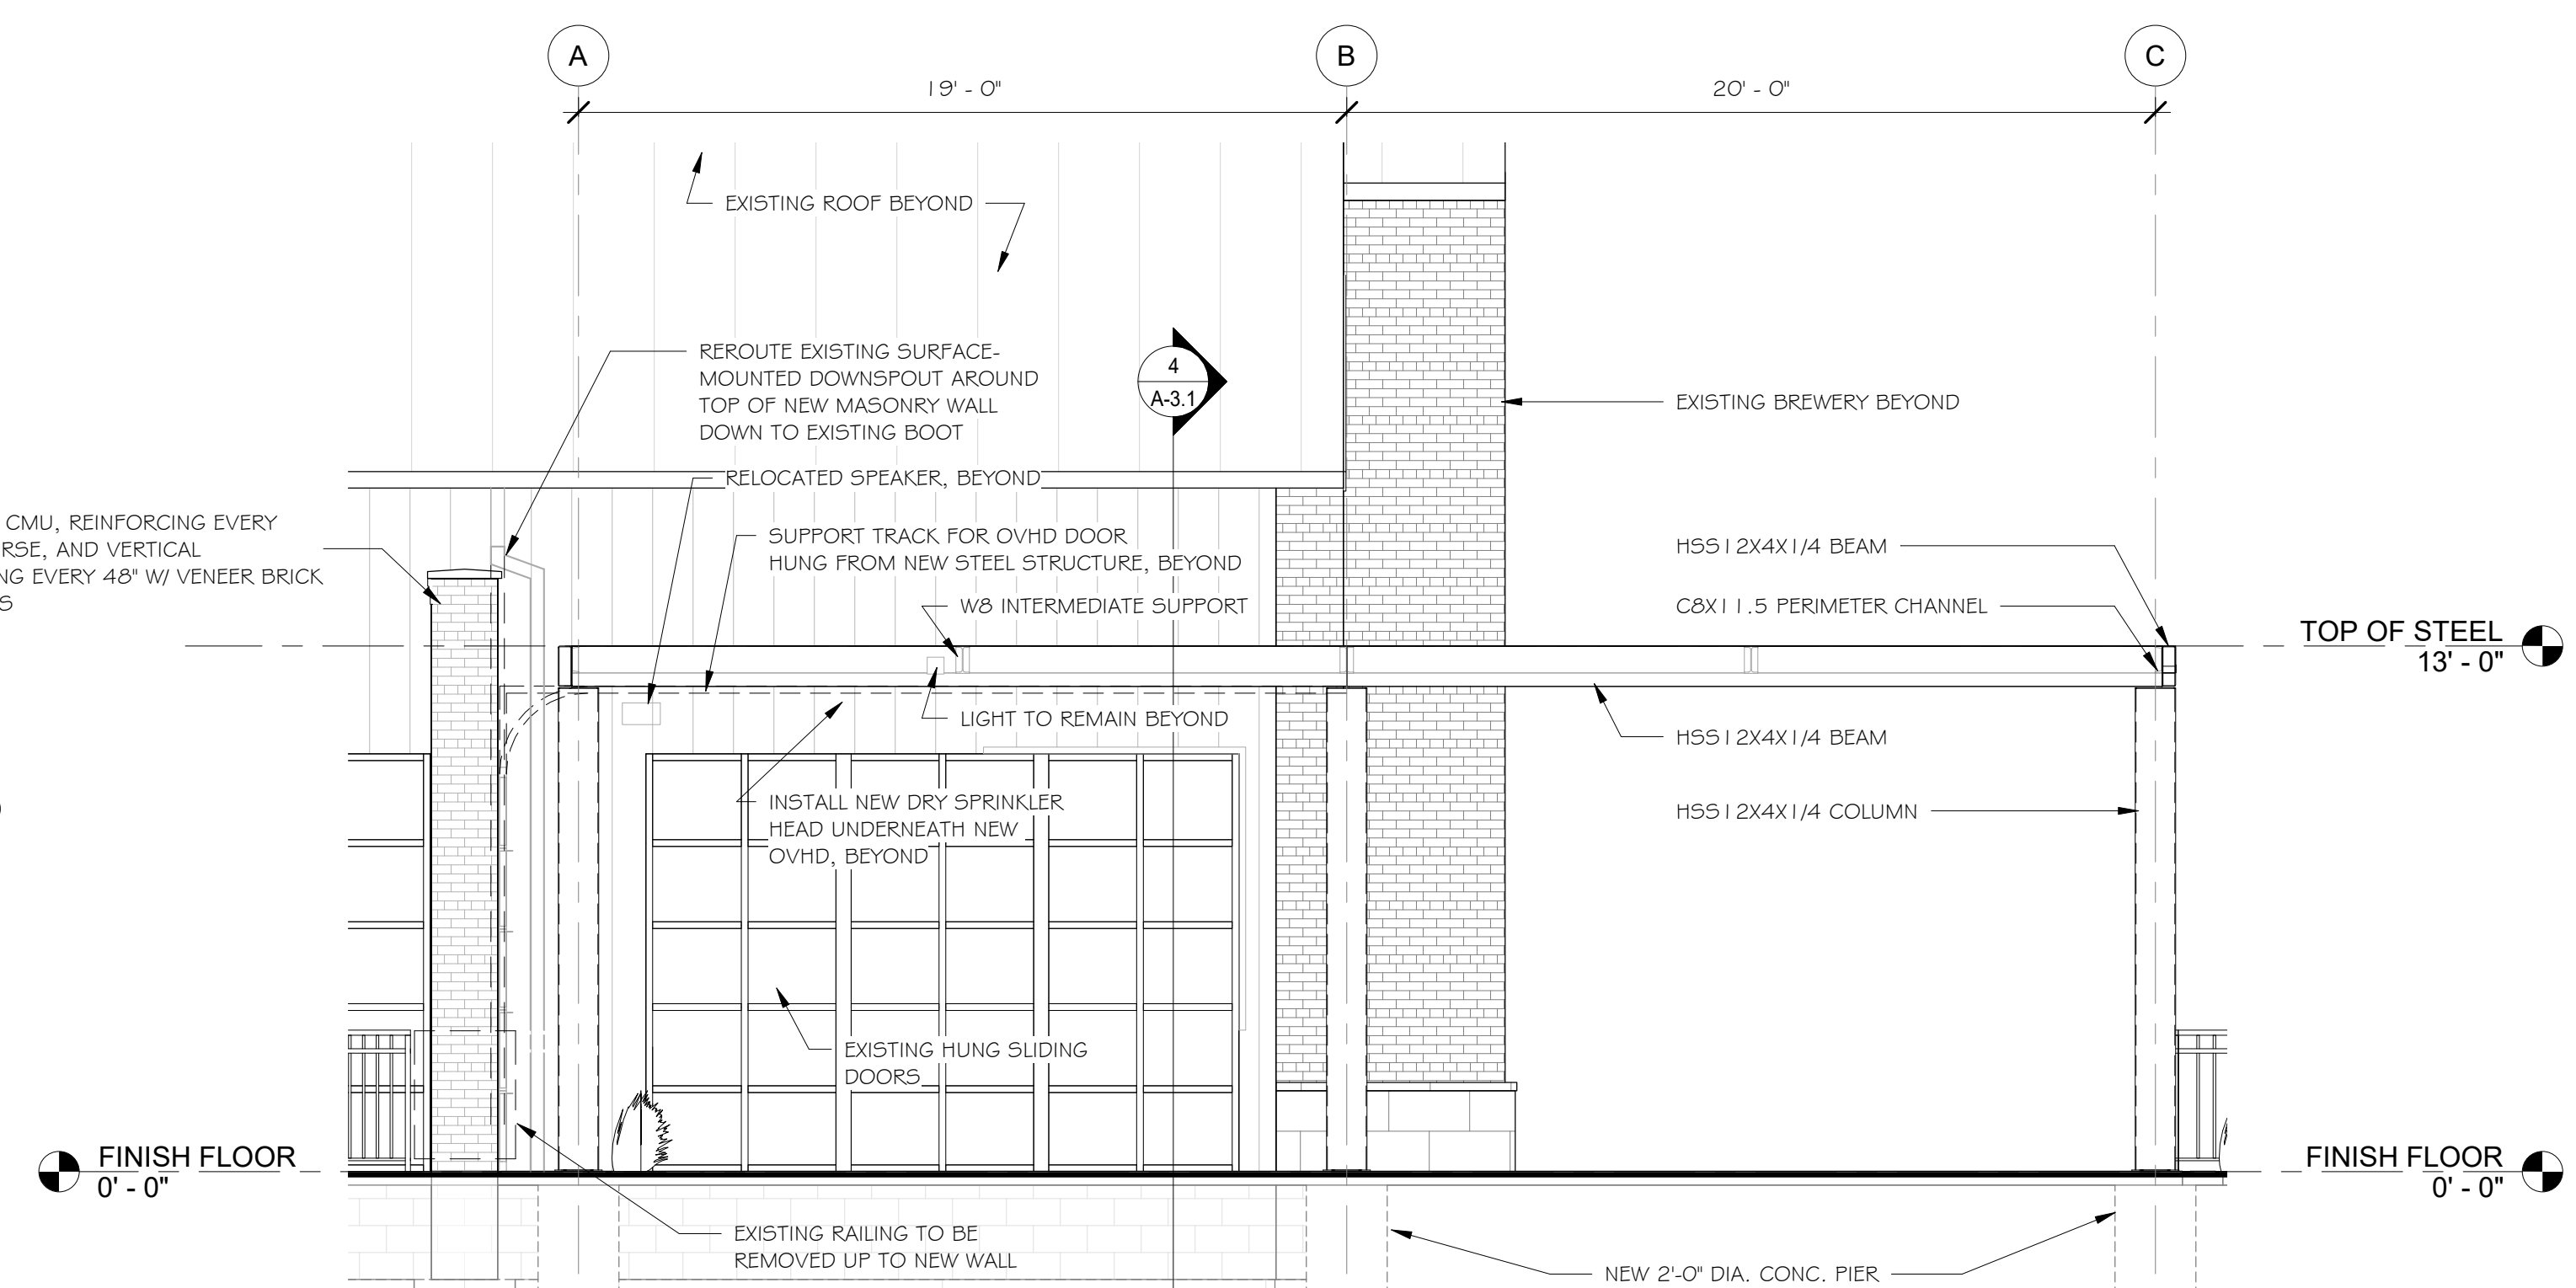 A
B
C
19' - 0"
20' - 0"
EXISTING ROOF BEYOND
REROUTE EXISTING SURFACE-
MOUNTED DOWNSPOUT AROUND
TOP OF NEW MASONRY WALL
DOWN TO EXISTING BOOT
4
A-3.1
EXISTING BREWERY BEYOND
RELOCATED SPEAKER, BEYOND
CMU, REINFORCING EVERY
RSE, AND VERTICAL
NG EVERY 48" W/ VENEER BRICK
S
SUPPORT TRACK FOR OVHD DOOR
HUNG FROM NEW STEEL STRUCTURE, BEYOND
W8 INTERMEDIATE SUPPORT
HSS12X4X1/4 BEAM
C8X11.5 PERIMETER CHANNEL
TOP OF STEEL
13' - 0"
LIGHT TO REMAIN BEYOND
HSS12X4X1/4 BEAM
INSTALL NEW DRY SPRINKLER
HEAD UNDERNEATH NEW
OVHD, BEYOND
HSS12X4X1/4 COLUMN
EXISTING HUNG SLIDING
DOORS
FINISH FLOOR
0' - 0"
FINISH FLOOR
0' - 0"
EXISTING RAILING TO BE
REMOVED UP TO NEW WALL
NEW 2'-0" DIA. CONC. PIER